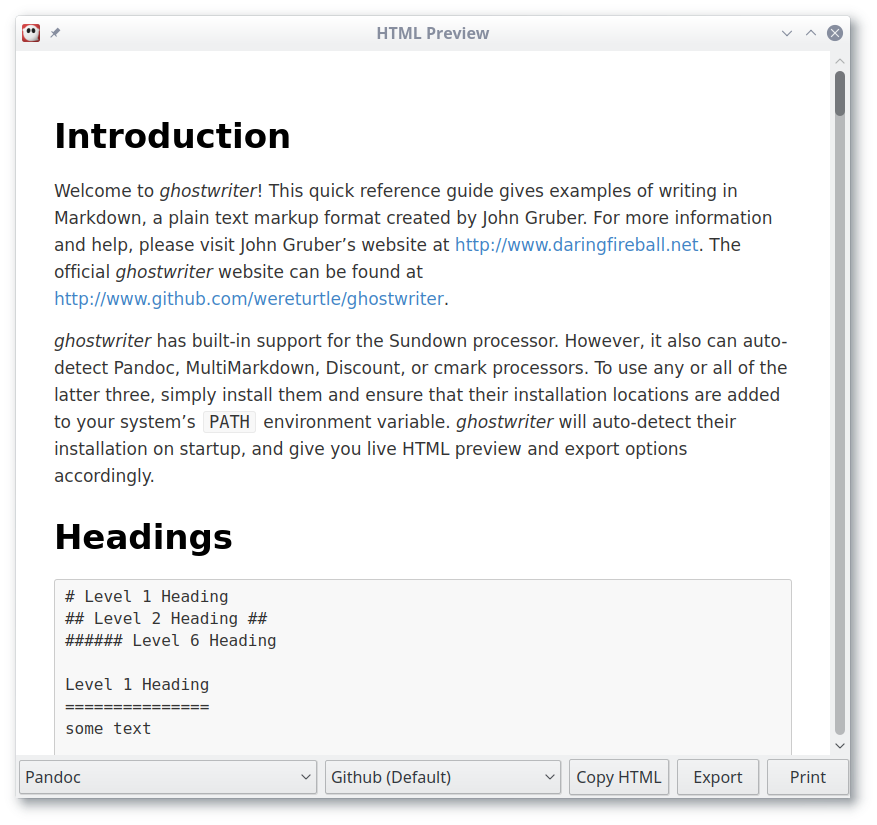 HTML Preview
Introduction
Welcome to ghostwriter! This quick reference guide gives examples of writing in
Markdown, a plain text markup format created by John Gruber. For more information
and help, please visit John Gruber’s website at http://www.daringfireball.net. The
official ghostwriter website can be found at
http://www.github.com/wereturtle/ghostwriter.
ghostwriter has built-in support for the Sundown processor. However, it also can auto-
detect Pandoc, MultiMarkdown, Discount, or cmark processors. To use any or all of the
latter three, simply install them and ensure that their installation locations are added
to your system’s PATH environment variable. ghostwriter will auto-detect their
installation on startup, and give you live HTML preview and export options
accordingly.
Headings
# Level 1 Heading
## Level 2 Heading ##
###### Level 6 Heading
Level 1 Heading
===============
some text
Pandoc Github (Default) Copy HTML Export Print